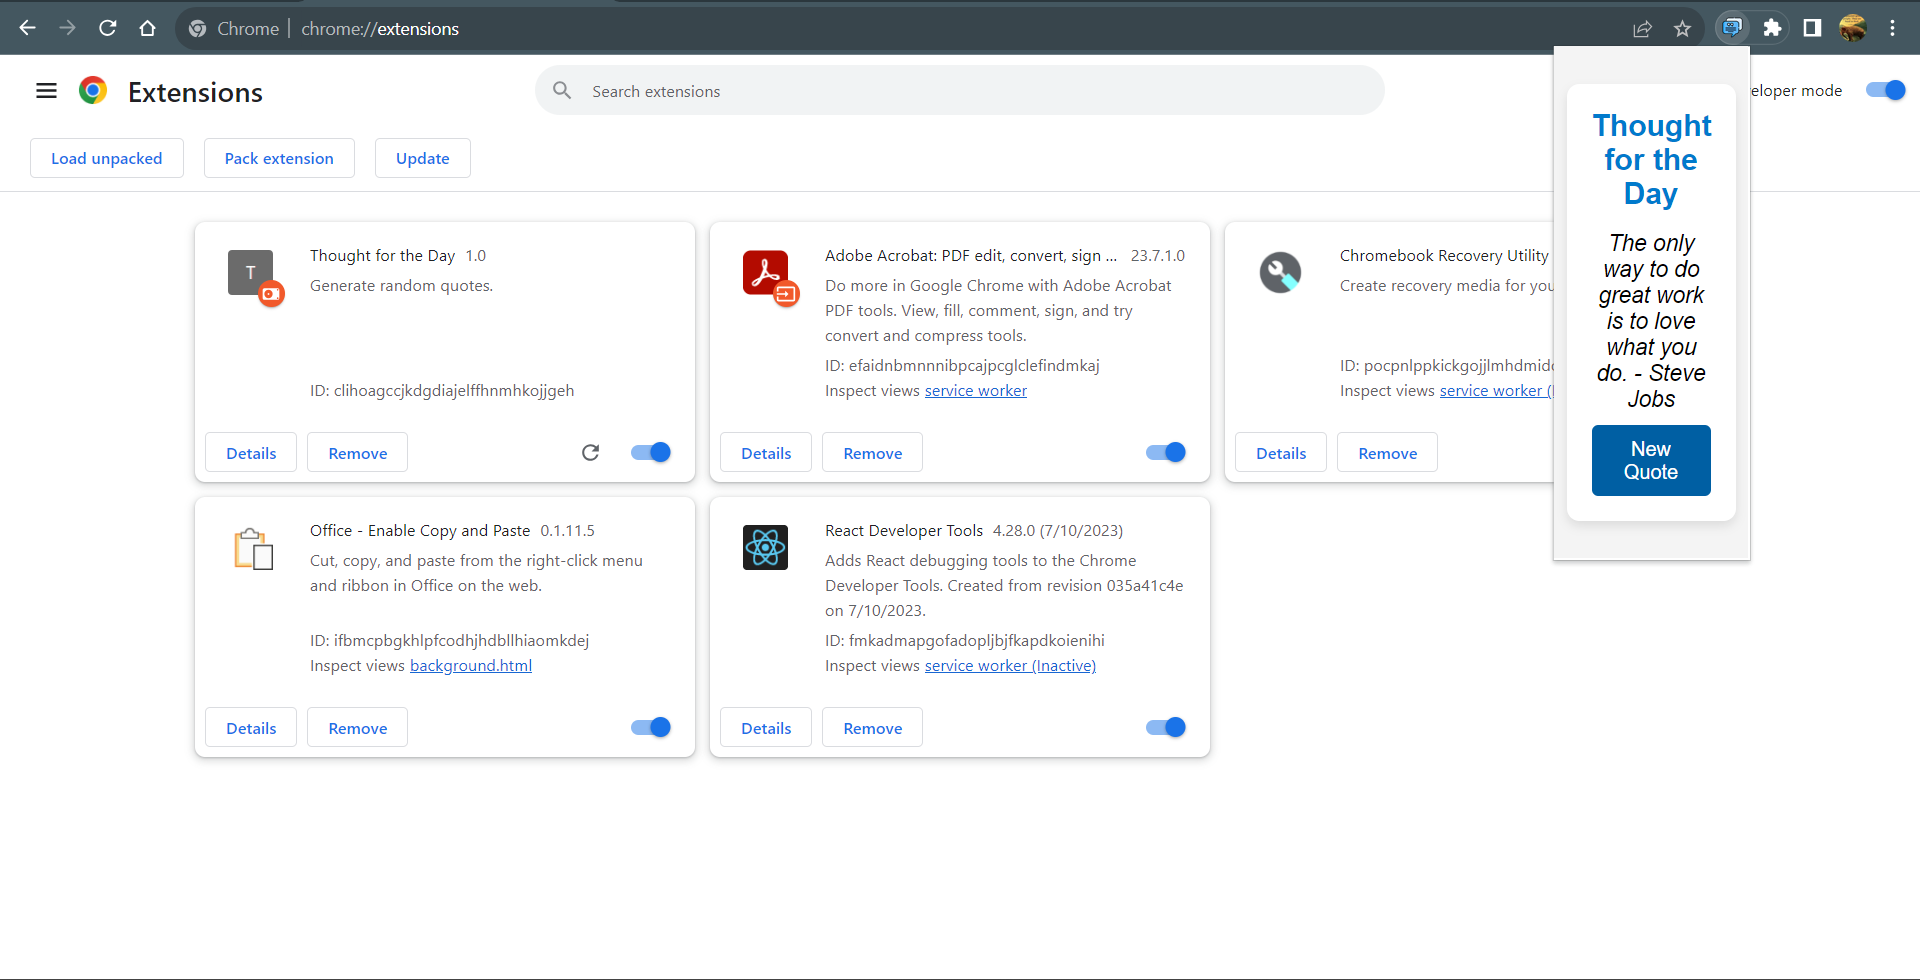 Chrome | chrome://extensions
Extensions
Search extensions
eloper mode
Load unpacked
Pack extension
Update
T
Thought for the Day 1.0
Generate random quotes.
ID: clihoagccjkdgdiajelffhnmhkojjgeh
Details
Remove
Adobe Acrobat: PDF edit, convert, sign ... 23.7.1.0
Do more in Google Chrome with Adobe Acrobat
PDF tools. View, fill, comment, sign, and try
convert and compress tools.
ID: efaidnbmnnnibpcajpcglclefindmkaj
Inspect views service worker
Details
Remove
Chromebook Recovery Utility
Create recovery media for you
ID: pocpnlppkickgojjlmhdmid
Inspect views service worker (
Details
Remove
Thought
for the
Day
The only
way to do
great work
is to love
what you
do. - Steve
Jobs
New
Quote
Office - Enable Copy and Paste 0.1.11.5
Cut, copy, and paste from the right-click menu
and ribbon in Office on the web.
ID: ifbmcpbgkhlpfcodhjhdbllhiaomkdej
Inspect views background.html
Details
Remove
React Developer Tools 4.28.0 (7/10/2023)
Adds React debugging tools to the Chrome
Developer Tools. Created from revision 035a41c4e
on 7/10/2023.
ID: fmkadmapgofadopljbjfkapdkoienihi
Inspect views service worker (Inactive)
Details
Remove